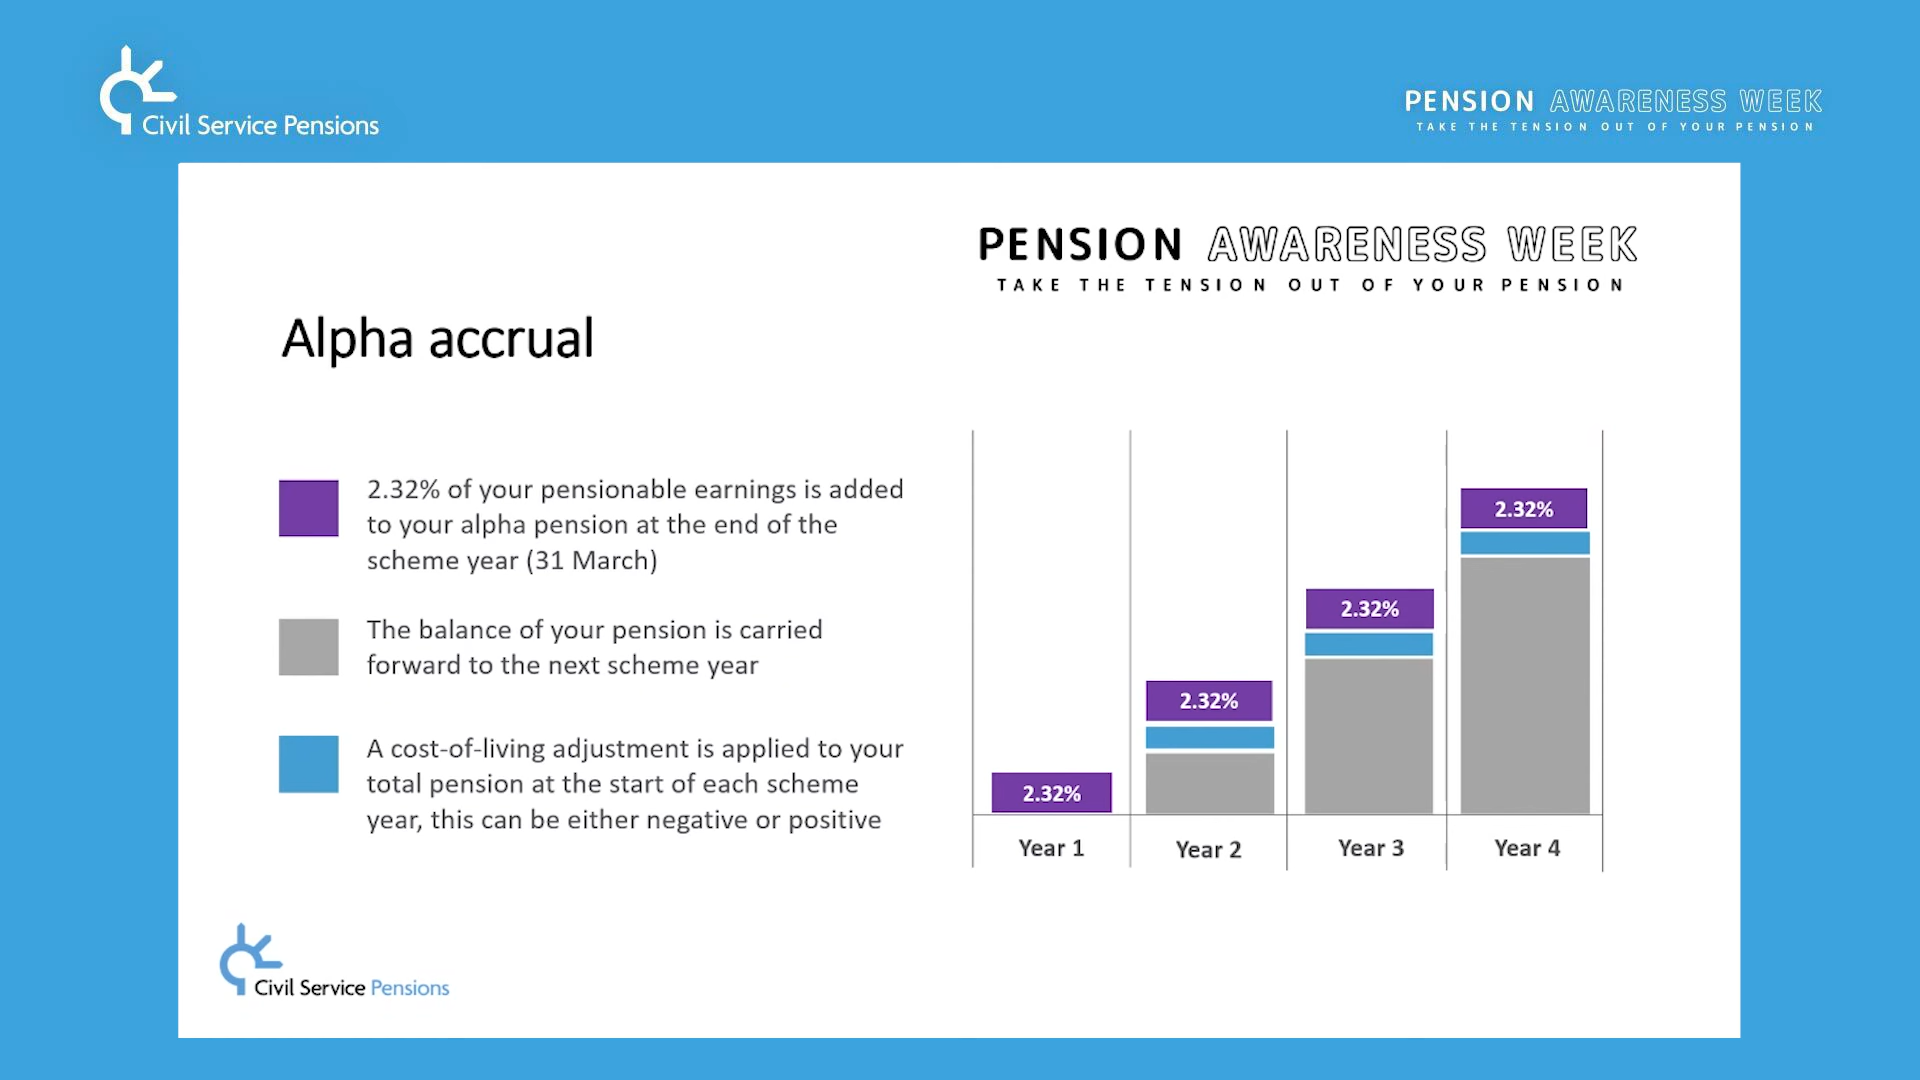 Civil Service Pensions
PENSION AWARENESS WEEK
TAKE THE TENSION OUT OF YOUR PENSION
PENSION AWARENESS WEEK
TAKE THE TENSION OUT OF YOUR PENSION
Alpha accrual
2.32% of your pensionable earnings is added
to your alpha pension at the end of the
scheme year (31 March)
The balance of your pension is carried
forward to the next scheme year
A cost-of-living adjustment is applied to your
total pension at the start of each scheme
year, this can be either negative or positive
2.32%
2.32%
2.32%
2.32%
Year 1
Year 2
Year 3
Year 4
Civil Service Pensions